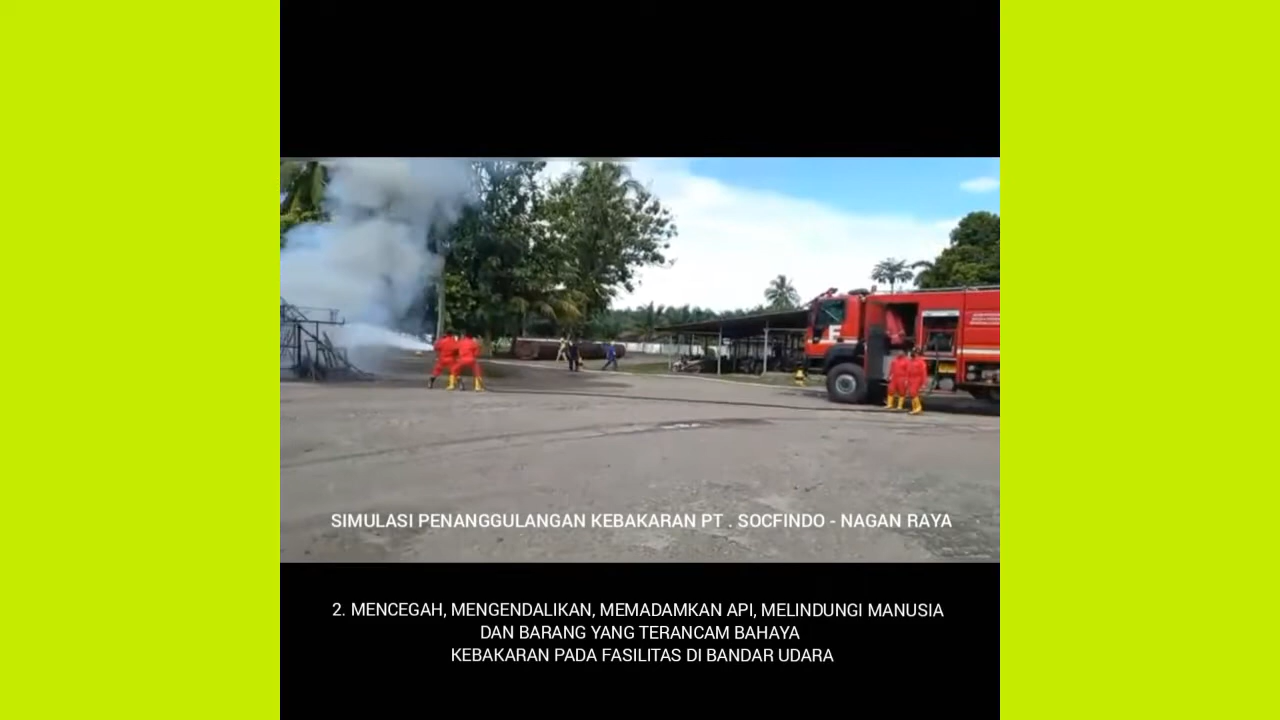 F
SIMULASI PENANGGULANGAN KEBAKARAN PT . SOCFINDO - NAGAN RAYA
2. MENCEGAH, MENGENDALIKAN, MEMADAMKAN API, MELINDUNGI MANUSIA
DAN BARANG YANG TERANCAM BAHAYA
KEBAKARAN PADA FASILITAS DI BANDAR UDARA